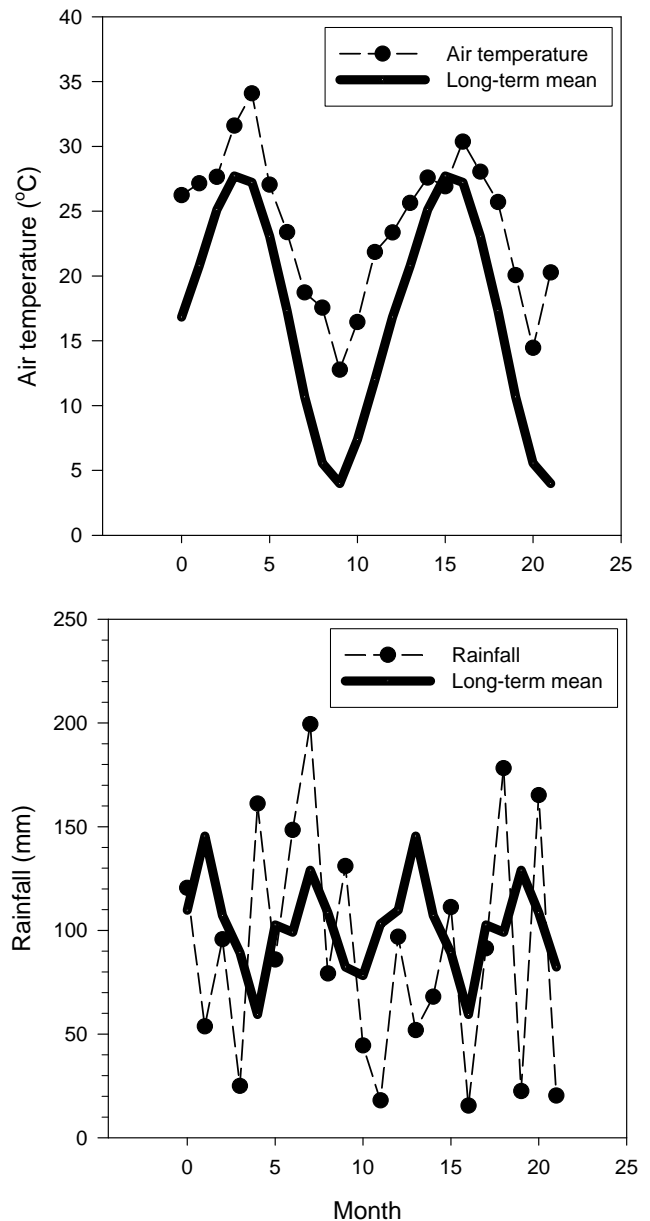 40
35
30
25
20
15
10
5
0
Air temperature (°C)
Air temperature
Long-term mean
0 5 10 15 20 25
250
200
150
100
50
0
Rainfall (mm)
Rainfall
Long-term mean
0 5 10 15 20 25
Month